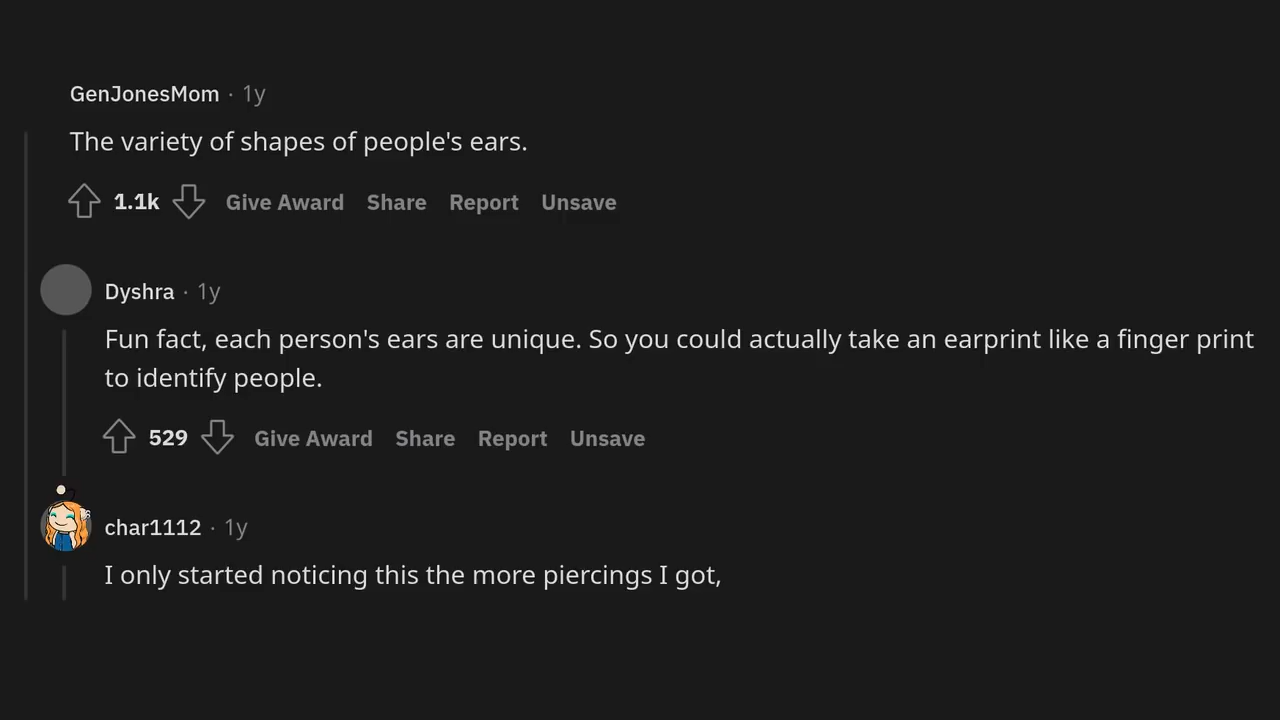 GenJonesMom · 1y
The variety of shapes of people's ears.
1.1k Give Award Share Report Unsave
Dyshra · 1y
Fun fact, each person's ears are unique. So you could actually take an earprint like a finger print
to identify people.
529 Give Award Share Report Unsave
char1112 · 1y
I only started noticing this the more piercings I got,